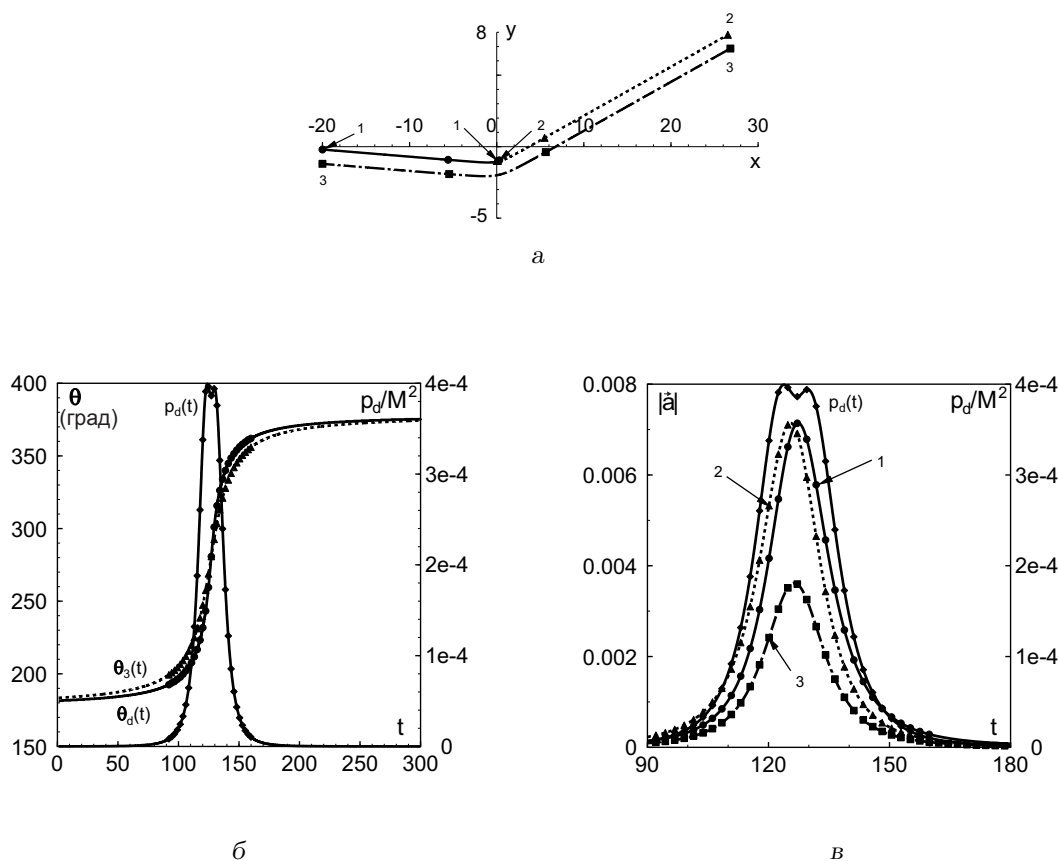 8 y 2
3
-20 1 -10 1 0 2 10 20 30
x
3
-5
а
400 θ 4e-4
(град) p_d(t) p_d/M²
350 3e-4
300
2e-4
250
200 θ₃(t) 1e-4
θ_d(t) t
150 0
0 50 100 150 200 250 300
б
0.008 4e-4
|ȧ| p_d(t) p_d/M²
2 1
0.006 3e-4
0.004 2e-4
0.002 3 1e-4
t
0 0
90 120 150 180
в